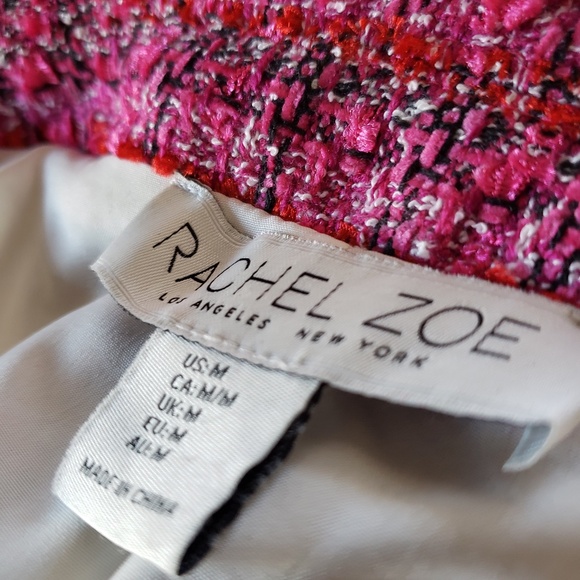 RACHEL ZOE
LOS ANGELES NEW YORK
US:M
CA:M/M
UK:M
EU:M
AU:M
MADE IN CHINA